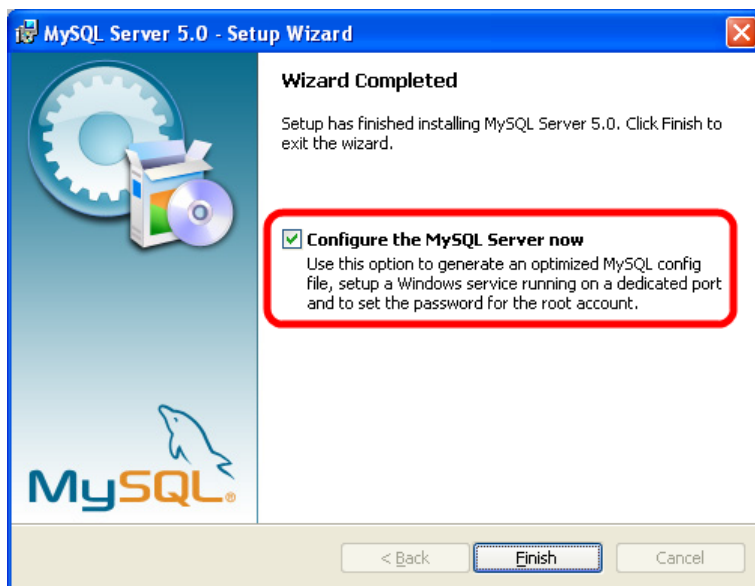 MySQL Server 5.0 - Setup Wizard
Wizard Completed
Setup has finished installing MySQL Server 5.0. Click Finish to
exit the wizard.
Configure the MySQL Server now
Use this option to generate an optimized MySQL config
file, setup a Windows service running on a dedicated port
and to set the password for the root account.
MySQL®
< Back
Finish
Cancel